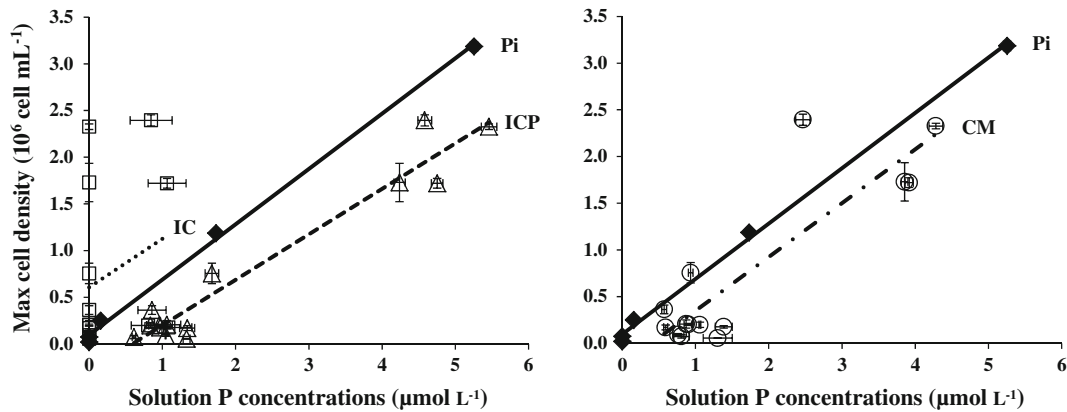 3.5
3.0
2.5
2.0
1.5
1.0
0.5
0.0
Max cell density (10⁶ cell mL⁻¹)
Pi
ICP
IC
0 1 2 3 4 5 6
Solution P concentrations (µmol L⁻¹)
3.5
3.0
2.5
2.0
1.5
1.0
0.5
0.0
Pi
CM
0 1 2 3 4 5 6
Solution P concentrations (µmol L⁻¹)